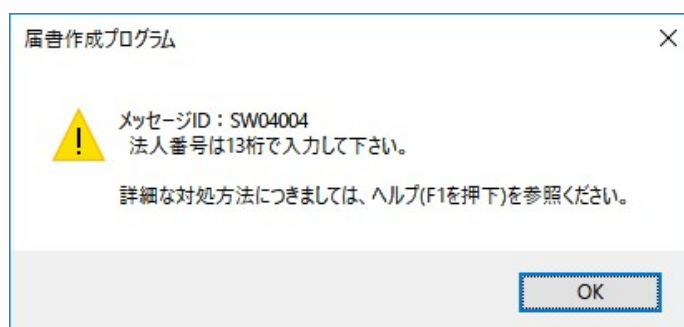 届書作成プログラム
メッセージID：SW04004
法人番号は13桁で入力して下さい。
詳細な対処方法につきましては、ヘルプ(F1を押下)を参照ください。
OK